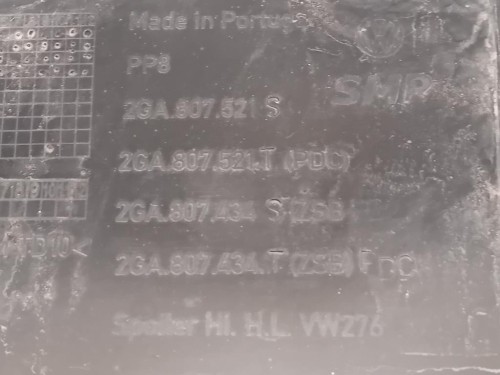 Made in Portugal
PP8
SMP
2GA.807.521 S
2GA.807.521.T (PDC)
2GA.807.434 S (ZSB
2GA.807.434.T (ZSB) PDC
Spoiler HI. H.L. VW276